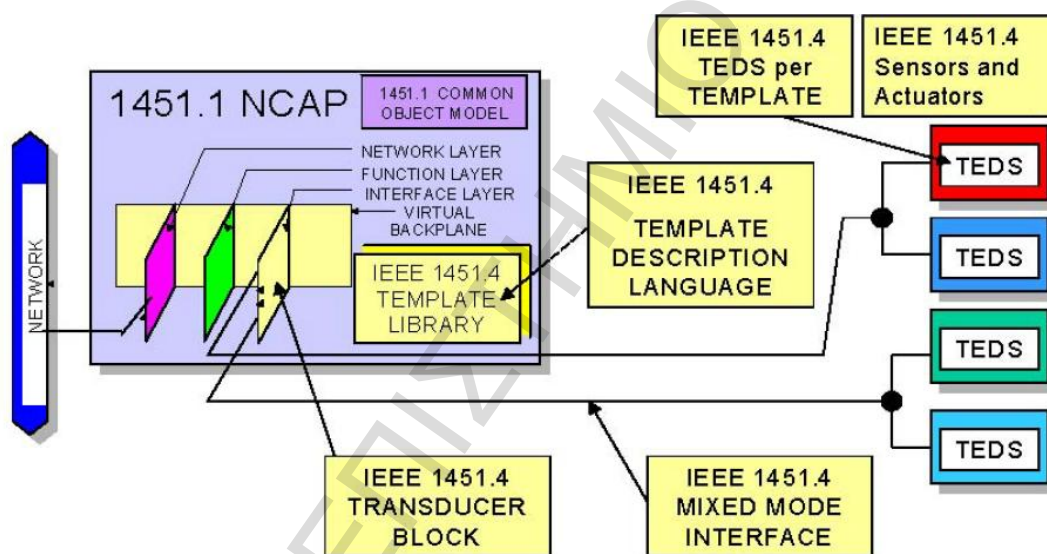 IEEE 1451.4
TEDS per
TEMPLATE
IEEE 1451.4
Sensors and
Actuators
1451.1 NCAP
1451.1 COMMON
OBJECT MODEL
NETWORK LAYER
FUNCTION LAYER
INTERFACE LAYER
VIRTUAL
BACKPLANE
IEEE 1451.4
TEMPLATE
LIBRARY
IEEE 1451.4
TEMPLATE
DESCRIPTION
LANGUAGE
NETWORK
TEDS
TEDS
TEDS
TEDS
IEEE 1451.4
TRANSDUCER
BLOCK
IEEE 1451.4
MIXED MODE
INTERFACE
ΕΠΙΣΤΗΜΙΟ